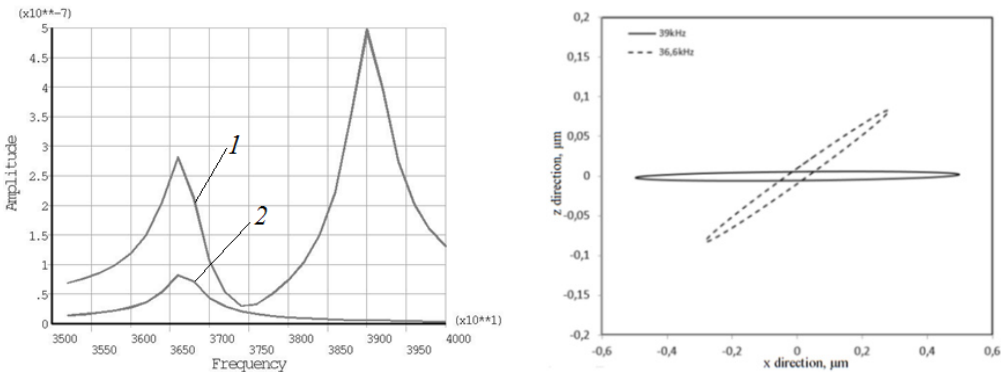 (x10**-7)
5
4.5
4
3.5
3
2.5
2
1.5
1
.5
0
Amplitude
1
2
(x10**1)
3500 3600 3700 3800 3900 4000
3550 3650 3750 3850 3950
Frequency
0,2
0,15
0,1
0,05
0
-0,05
-0,1
-0,15
-0,2
z direction, µm
39kHz
36,6kHz
-0,6 -0,4 -0,2 0 0,2 0,4 0,6
x direction, µm